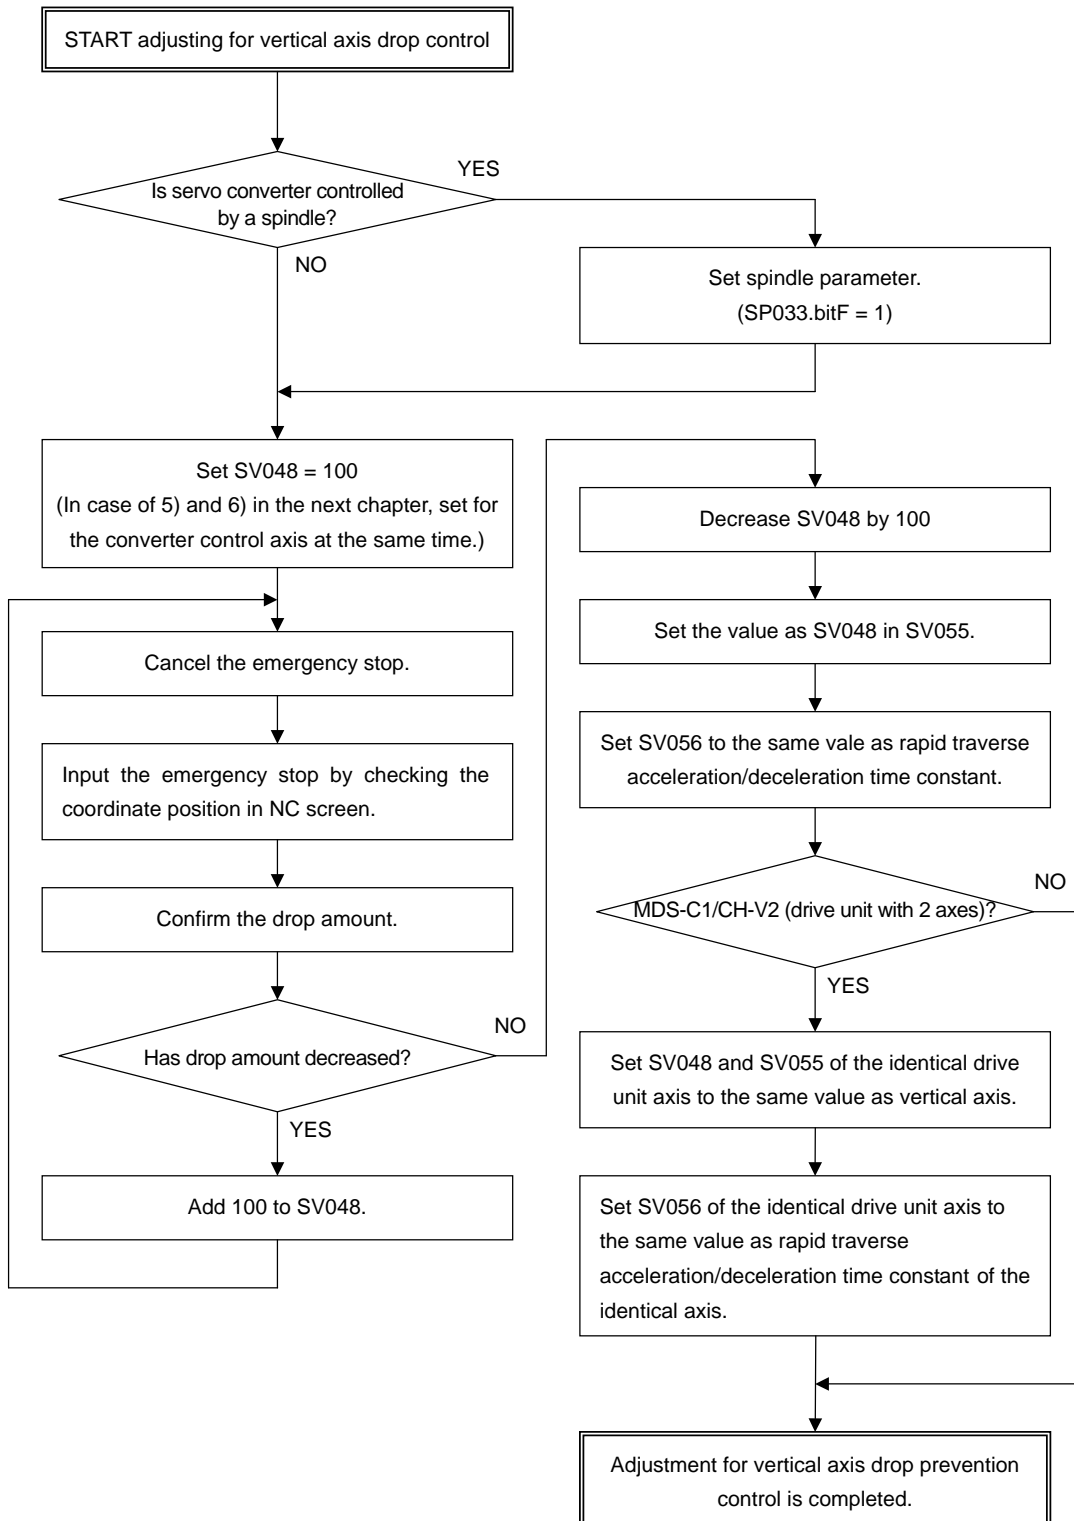 START adjusting for vertical axis drop control
Is servo converter controlled
by a spindle?
YES
NO
Set spindle parameter.
(SP033.bitF = 1)
Set SV048 = 100
(In case of 5) and 6) in the next chapter, set for
the converter control axis at the same time.)
Cancel the emergency stop.
Input the emergency stop by checking the
coordinate position in NC screen.
Confirm the drop amount.
Has drop amount decreased?
NO
YES
Add 100 to SV048.
Decrease SV048 by 100
Set the value as SV048 in SV055.
Set SV056 to the same vale as rapid traverse
acceleration/deceleration time constant.
MDS-C1/CH-V2 (drive unit with 2 axes)?
NO
YES
Set SV048 and SV055 of the identical drive
unit axis to the same value as vertical axis.
Set SV056 of the identical drive unit axis to
the same value as rapid traverse
acceleration/deceleration time constant of the
identical axis.
Adjustment for vertical axis drop prevention
control is completed.